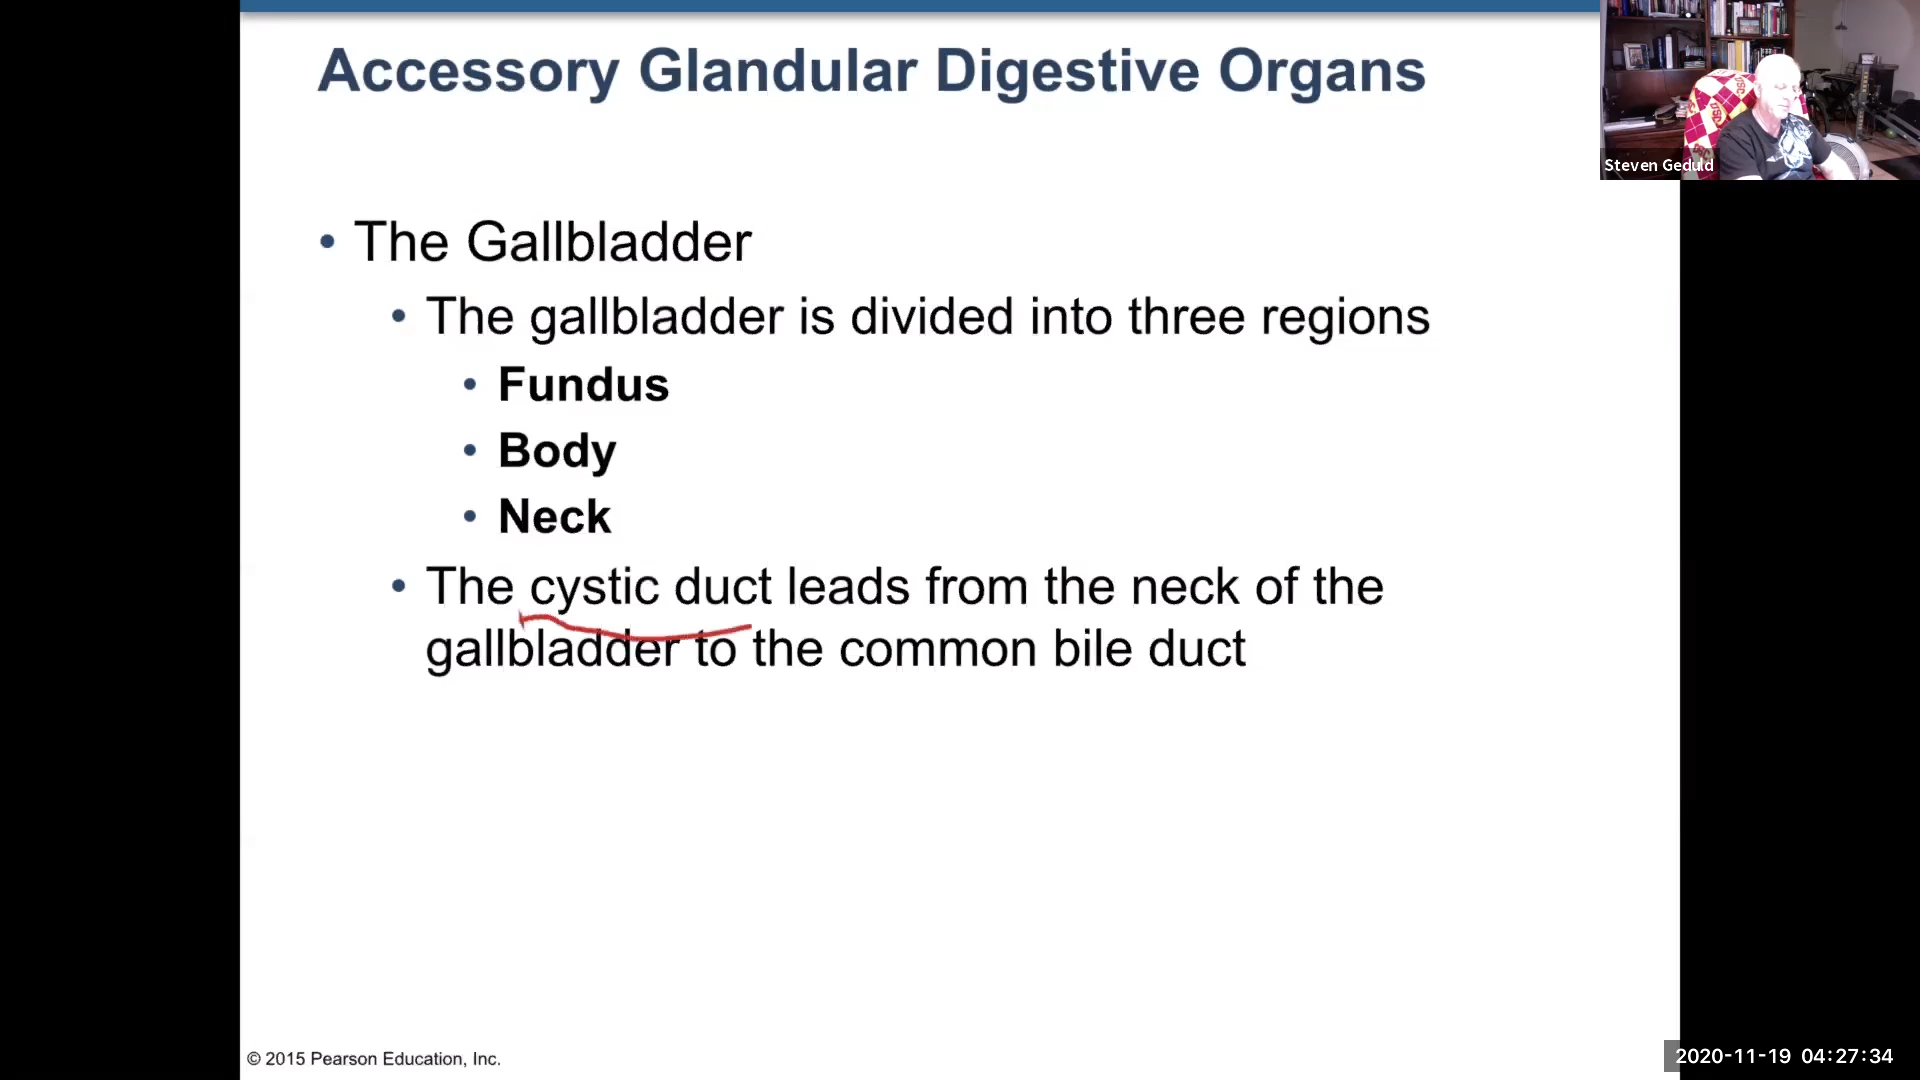 Accessory Glandular Digestive Organs
• The Gallbladder
• The gallbladder is divided into three regions
• Fundus
• Body
• Neck
• The cystic duct leads from the neck of the
gallbladder to the common bile duct
© 2015 Pearson Education, Inc.
Steven Geduld
USC
USC
2020-11-19 04:27:34